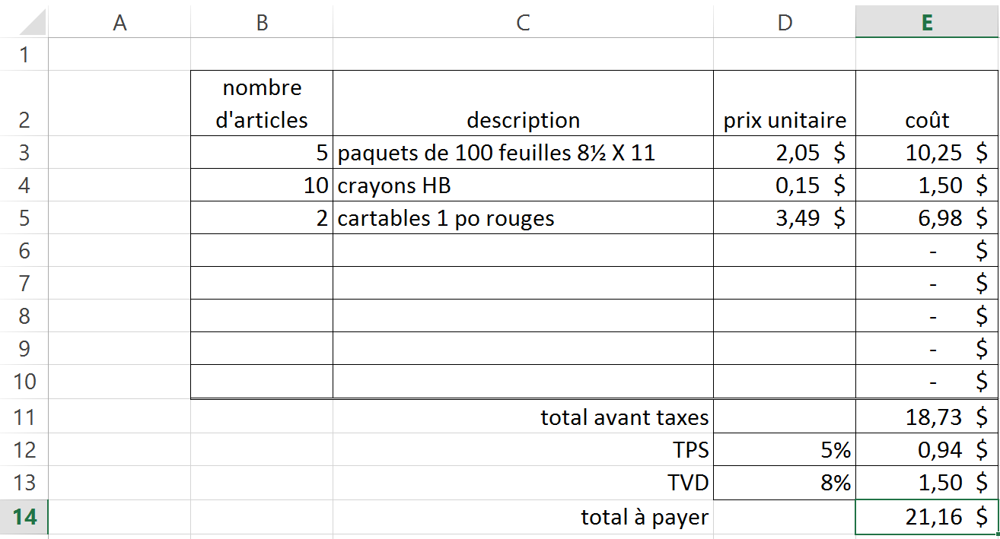 A B C D E
1
nombre
2 d'articles description prix unitaire coût
3 5 paquets de 100 feuilles 8½ X 11 2,05 $ 10,25 $
4 10 crayons HB 0,15 $ 1,50 $
5 2 cartables 1 po rouges 3,49 $ 6,98 $
6 - $
7 - $
8 - $
9 - $
10 - $
11 total avant taxes 18,73 $
12 TPS 5% 0,94 $
13 TVD 8% 1,50 $
14 total à payer 21,16 $